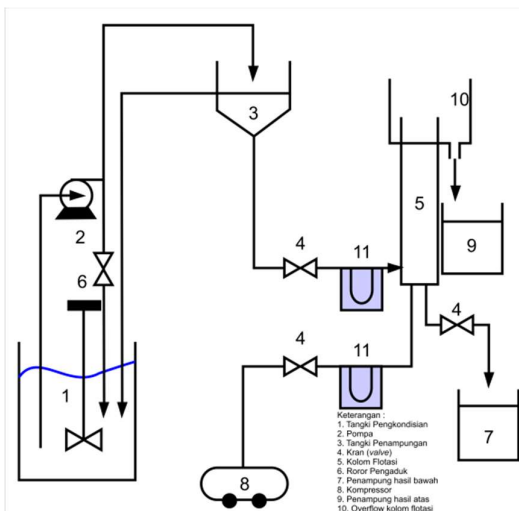 10
3
5
2
4
11
9
6
4
4
11
1
7
8
Keterangan :
1. Tangki Pengkondisian
2. Pompa
3. Tangki Penampungan
4. Kran (valve)
5. Kolom Flotasi
6. Roror Pengaduk
7. Penampung hasil bawah
8. Kompressor
9. Penampung hasil atas
10. Overflow kolom flotasi